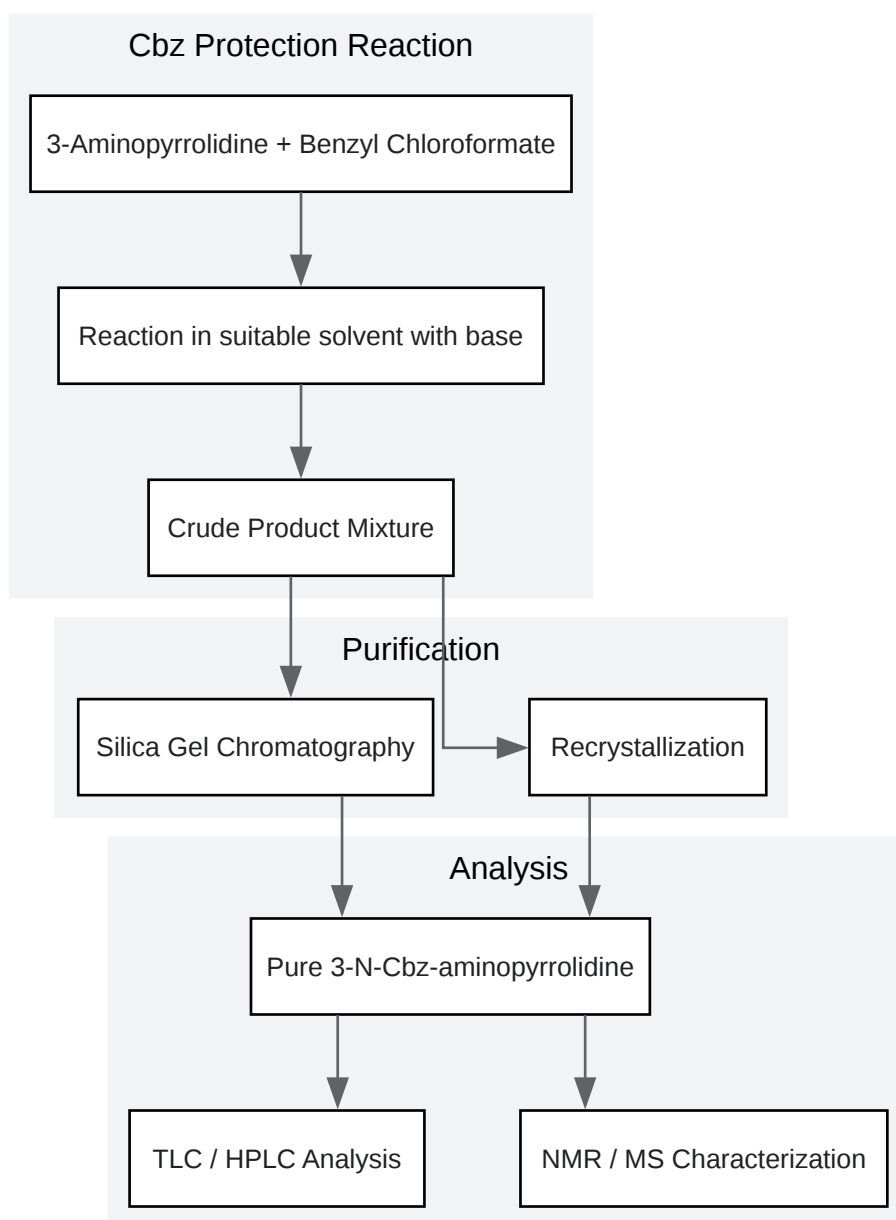 Cbz Protection Reaction
3-Aminopyrrolidine + Benzyl Chloroformate
Reaction in suitable solvent with base
Crude Product Mixture
Purification
Silica Gel Chromatography
Recrystallization
Analysis
Pure 3-N-Cbz-aminopyrrolidine
TLC / HPLC Analysis
NMR / MS Characterization